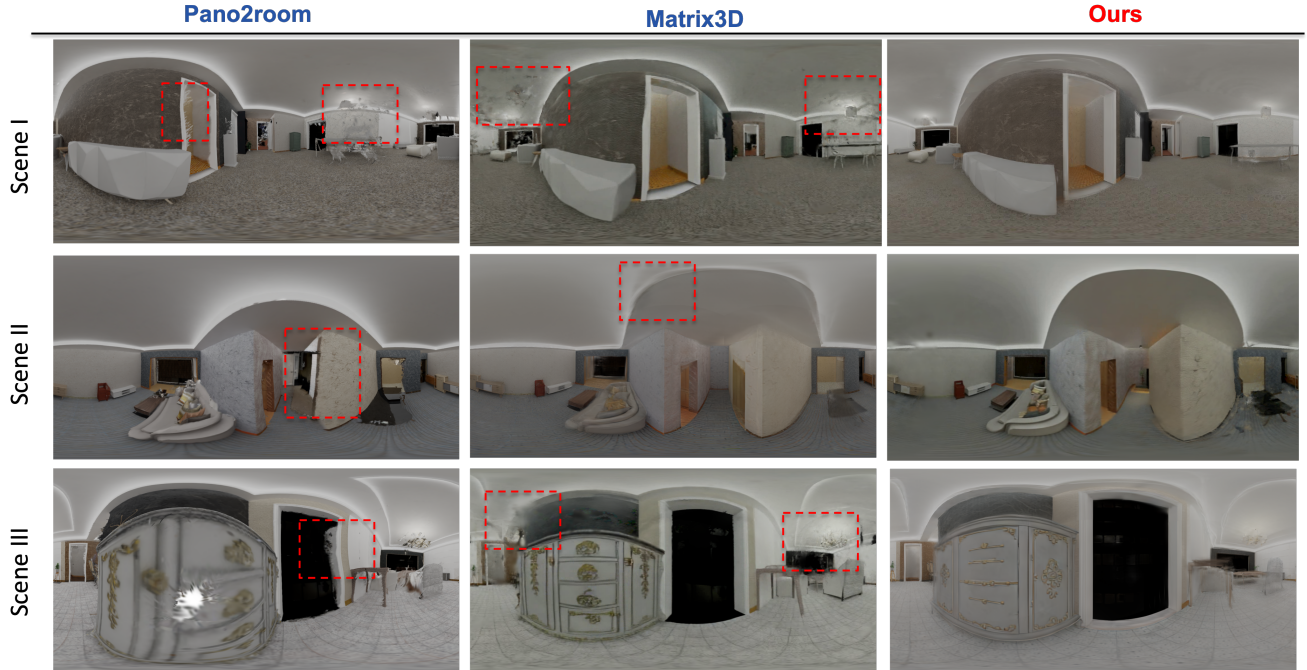 Pano2room
Matrix3D
Ours
Scene I
Scene II
Scene III